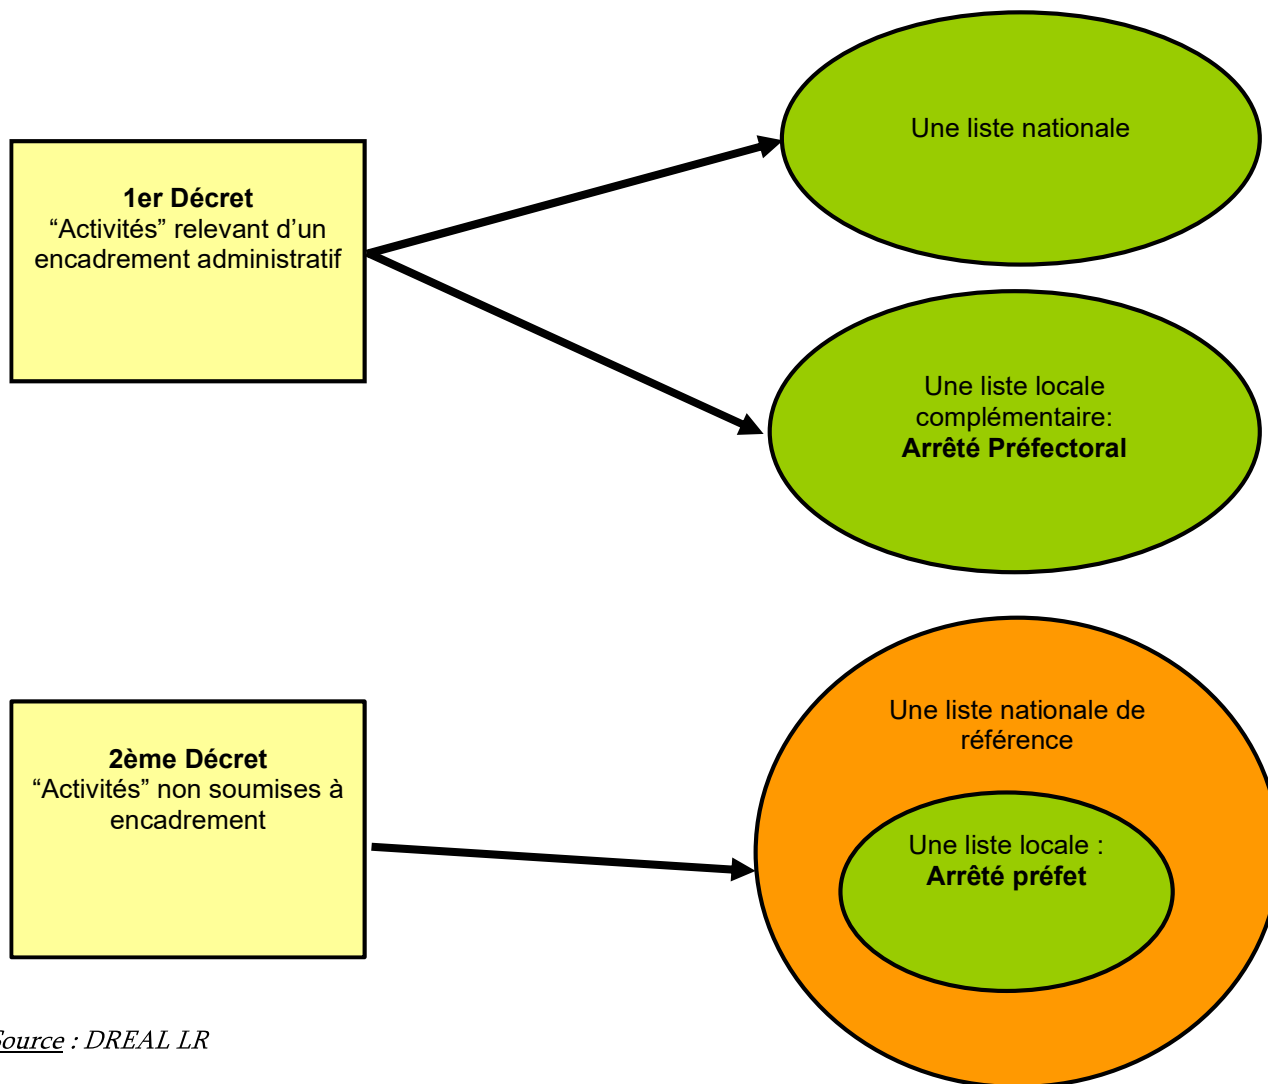 Une liste nationale
1er Décret
“Activités” relevant d’un
encadrement administratif
Une liste locale
complémentaire:
Arrêté Préfectoral
Une liste nationale de
référence
2ème Décret
“Activités” non soumises à
encadrement
Une liste locale :
Arrêté préfet
Source : DREAL LR